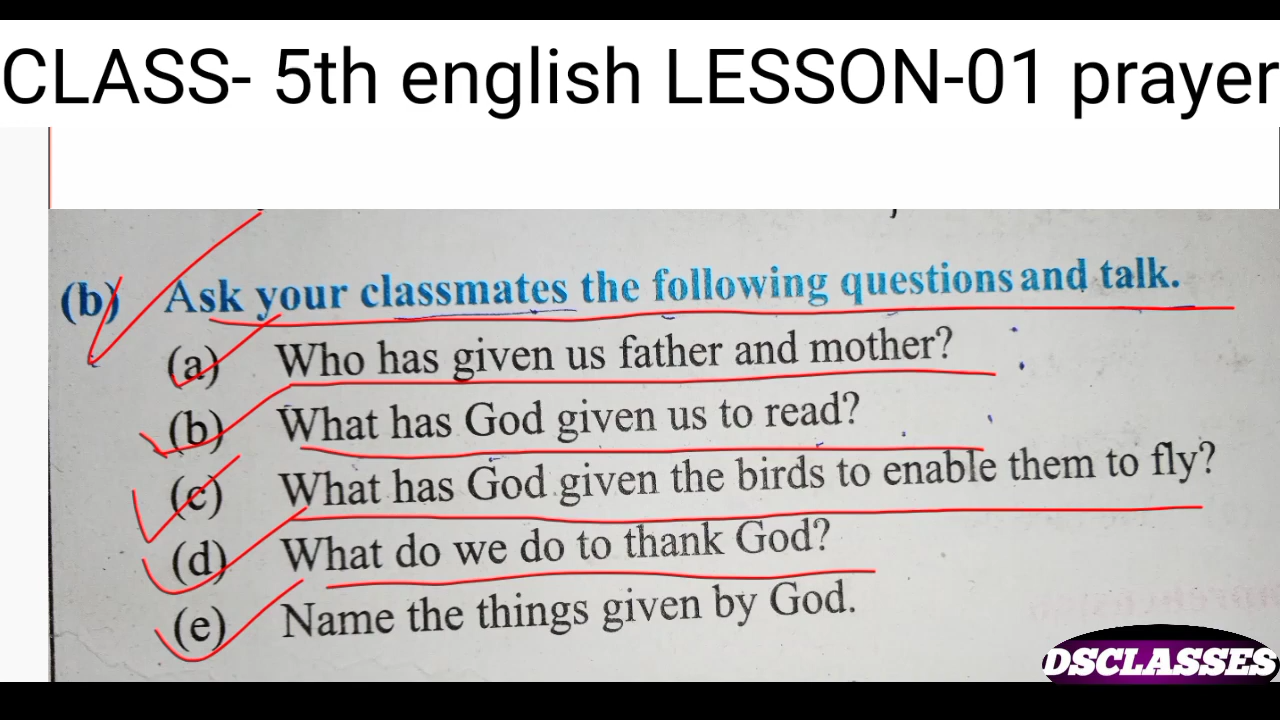 CLASS- 5th english LESSON-01 prayer
(b) Ask your classmates the following questions and talk.
(a) Who has given us father and mother?
(b) What has God given us to read?
(c) What has God given the birds to enable them to fly?
(d) What do we do to thank God?
(e) Name the things given by God.
DSCLASSES